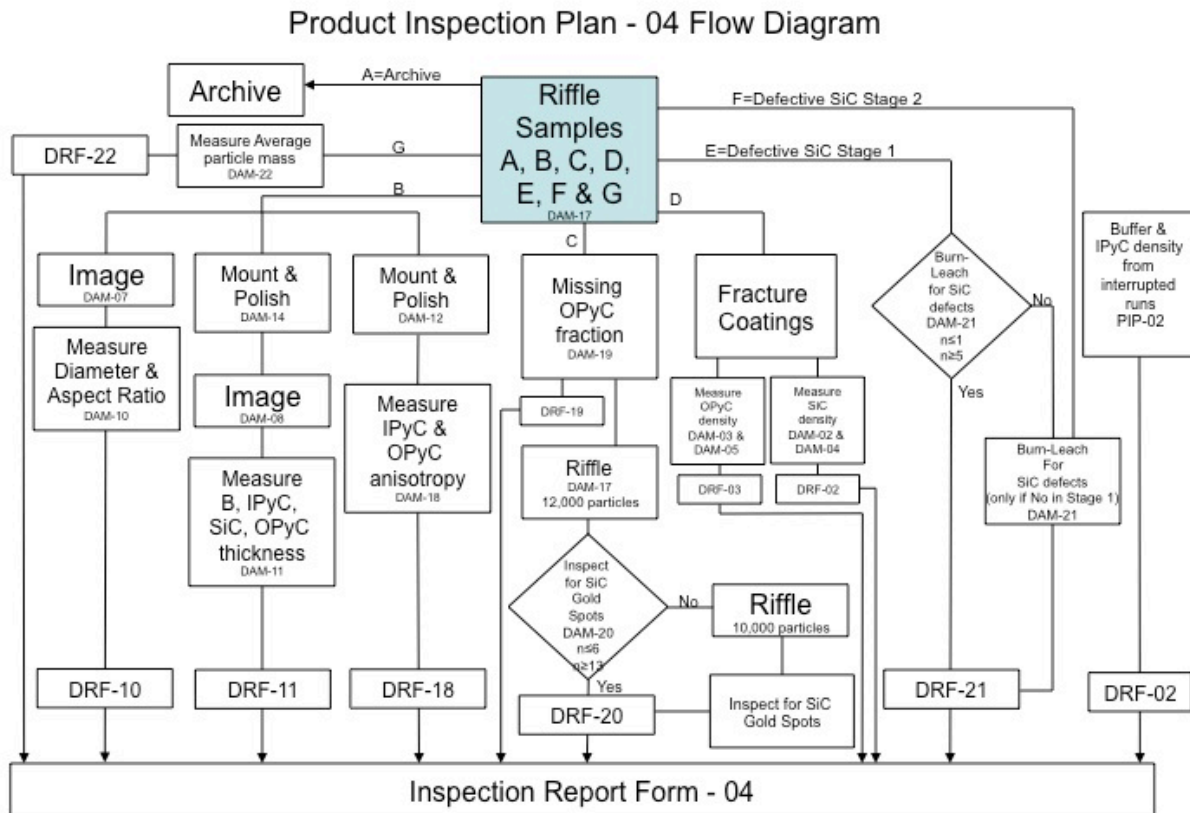 Product Inspection Plan - 04 Flow Diagram
A=Archive
Archive
Riffle
Samples
A, B, C, D,
E, F & G
DAM-17
F=Defective SiC Stage 2
E=Defective SiC Stage 1
DRF-22
Measure Average
particle mass
DAM-22
G
B
C
D
Image
DAM-07
Measure
Diameter &
Aspect Ratio
DAM-10
DRF-10
Mount &
Polish
DAM-14
Image
DAM-08
Measure
B, IPyC,
SiC, OPyC
thickness
DAM-11
DRF-11
Mount &
Polish
DAM-12
Measure
IPyC &
OPyC
anisotropy
DAM-18
DRF-18
Missing
OPyC
fraction
DAM-19
DRF-19
Riffle
DAM-17
12,000 particles
Inspect
for SiC
Gold
Spots
DAM-20
n≤6
n≥13
No
Yes
Riffle
10,000 particles
Inspect for SiC
Gold Spots
DRF-20
Fracture
Coatings
Measure
OPyC
density
DAM-03 &
DAM-05
DRF-03
Measure
SiC
density
DAM-02 &
DAM-04
DRF-02
Burn-
Leach
for SiC
defects
DAM-21
n≤1
n≥5
No
Yes
Burn-Leach
For
SiC defects
(only if No in Stage 1)
DAM-21
DRF-21
Buffer &
IPyC density
from
interrupted
runs
PIP-02
DRF-02
Inspection Report Form - 04